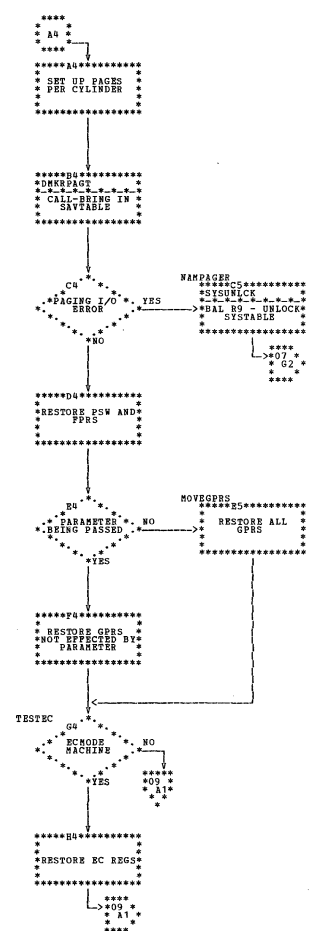 A4
A4
SET UP PAGES
PER CYLINDER
B4
DMKRPAGT
CALL-BRING IN
SAVTABLE
C4
PAGING I/O
ERROR
YES
NO
NAMPAGER
C5
SYSUNLCK
BAL R9 - UNLOCK
SYSTABLE
07
G2
D4
RESTORE PSW AND
FPRS
E4
PARAMETER
BEING PASSED
NO
YES
MOVEGPRS
E5
RESTORE ALL
GPRS
F4
RESTORE GPRS
NOT EFFECTED BY
PARAMETER
TESTEC
G4
ECMODE
MACHINE
NO
YES
09
A1
H4
RESTORE EC REGS
09
A1